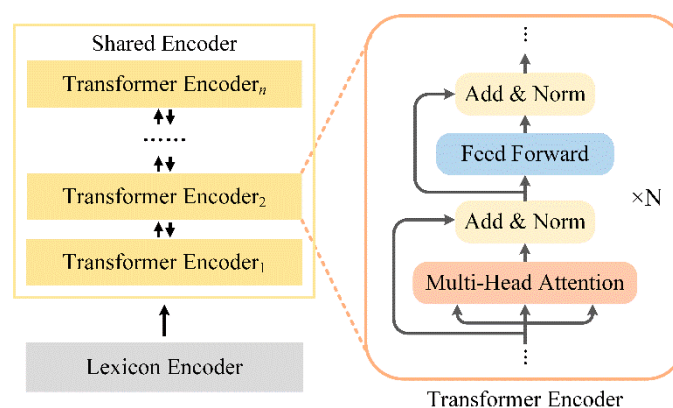 Shared Encoder
Transformer Encoderₙ
......
Transformer Encoder₂
Transformer Encoder₁
Lexicon Encoder
...
Add & Norm
Feed Forward
×N
Add & Norm
Multi-Head Attention
...
Transformer Encoder